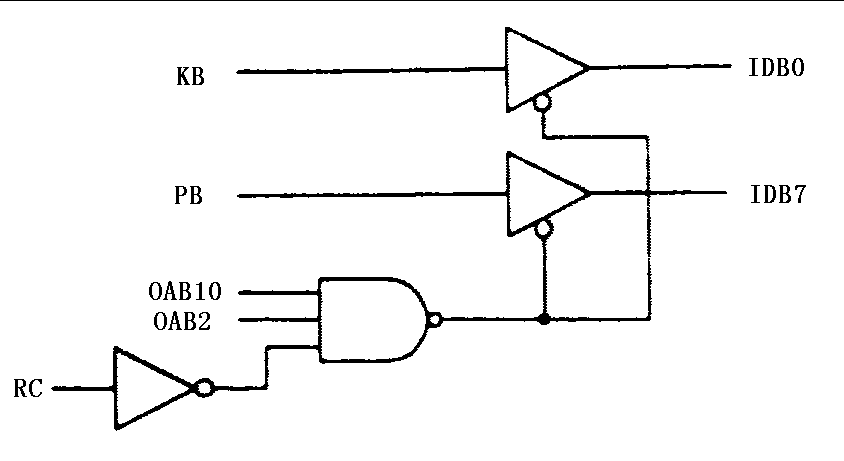 KB
IDB0
PB
IDB7
OAB10
OAB2
RC